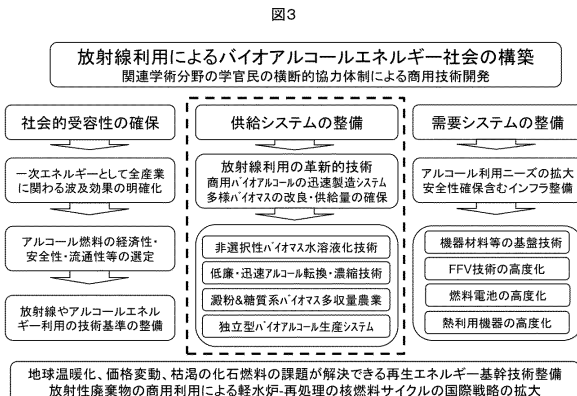 図3
放射線利用によるバイオアルコールエネルギー社会の構築
関連学術分野の学官民の横断的協力体制による商用技術開発
社会的受容性の確保
一次エネルギーとして全産業
に関わる波及効果の明確化
アルコール燃料の経済性・
安全性・流通性等の選定
放射線やアルコールエネル
ギー利用の技術基準の整備
供給システムの整備
放射線利用の革新的技術
商用バイオアルコールの迅速製造システム
多様バイオマスの改良・供給量の確保
非選択性バイオマス水溶液化技術
低廉・迅速アルコール転換・濃縮技術
澱粉&糖質系バイオマス多収量農業
独立型バイオアルコール生産システム
需要システムの整備
アルコール利用ニーズの拡大
安全性確保含むインフラ整備
機器材料等の基盤技術
FFV技術の高度化
燃料電池の高度化
熱利用機器の高度化
地球温暖化、価格変動、枯渇の化石燃料の課題が解決できる再生エネルギー基幹技術整備
放射性廃棄物の商用利用による軽水炉-再処理の核燃料サイクルの国際戦略の拡大